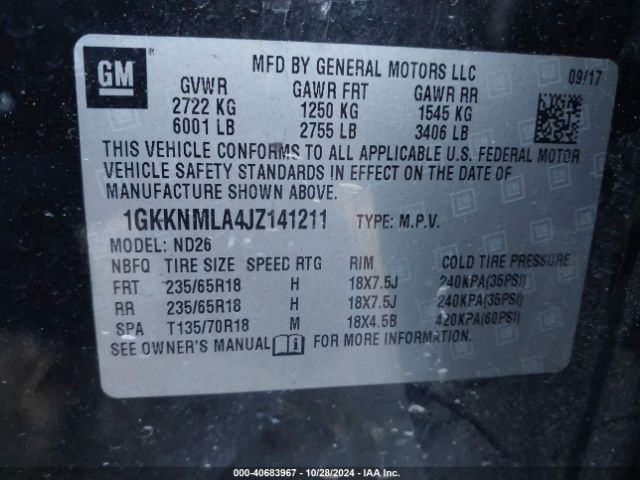 GM ®
MFD BY GENERAL MOTORS LLC 09/17
GVWR GAWR FRT GAWR RR
2722 KG 1250 KG 1545 KG
6001 LB 2755 LB 3406 LB
THIS VEHICLE CONFORMS TO ALL APPLICABLE U.S. FEDERAL MOTOR
VEHICLE SAFETY STANDARDS IN EFFECT ON THE DATE OF
MANUFACTURE SHOWN ABOVE.
1GKKNMLA4JZ141211 TYPE: M.P.V.
MODEL: ND26
NBFQ TIRE SIZE SPEED RTG RIM COLD TIRE PRESSURE
FRT 235/65R18 H 18X7.5J 240KPA(35PSI)
RR 235/65R18 H 18X7.5J 240KPA(35PSI)
SPA T135/70R18 M 18X4.5B 420KPA(60PSI)
SEE OWNER'S MANUAL FOR MORE INFORMATION.
000-40683967 - 10/28/2024 - IAA Inc.